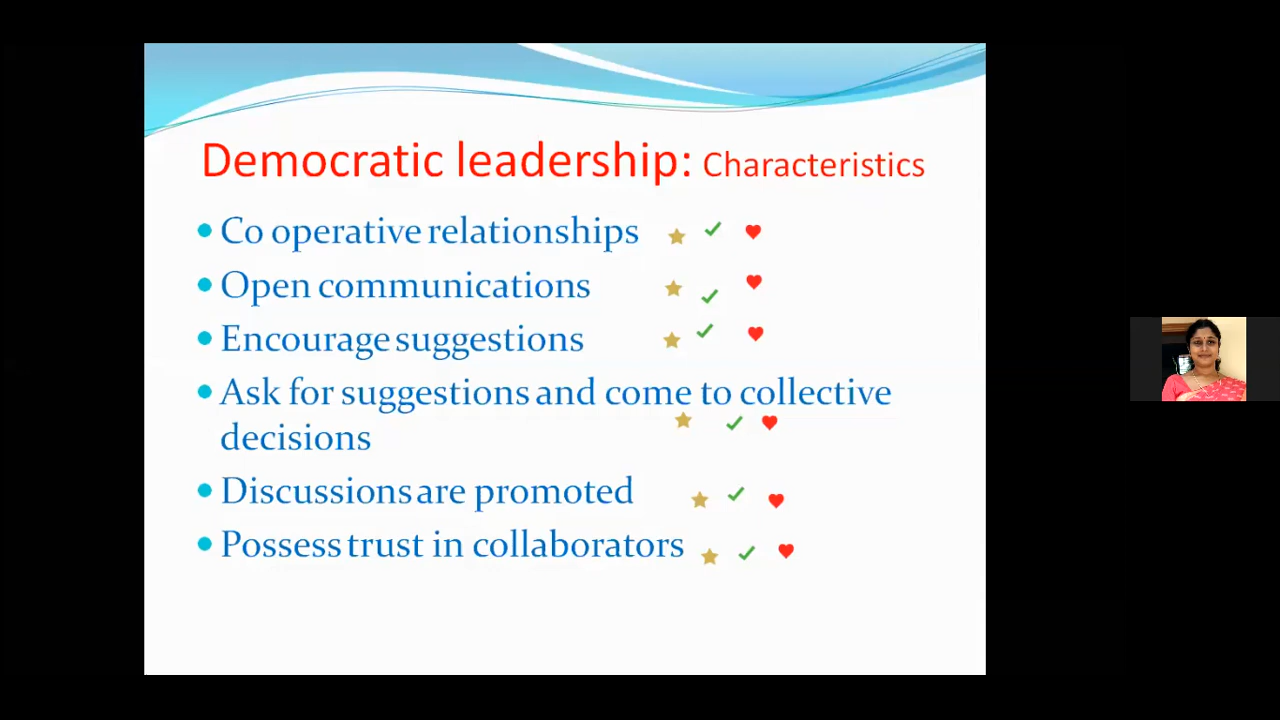 Democratic leadership: Characteristics
Co operative relationships
Open communications
Encourage suggestions
Ask for suggestions and come to collective
decisions
Discussions are promoted
Possess trust in collaborators